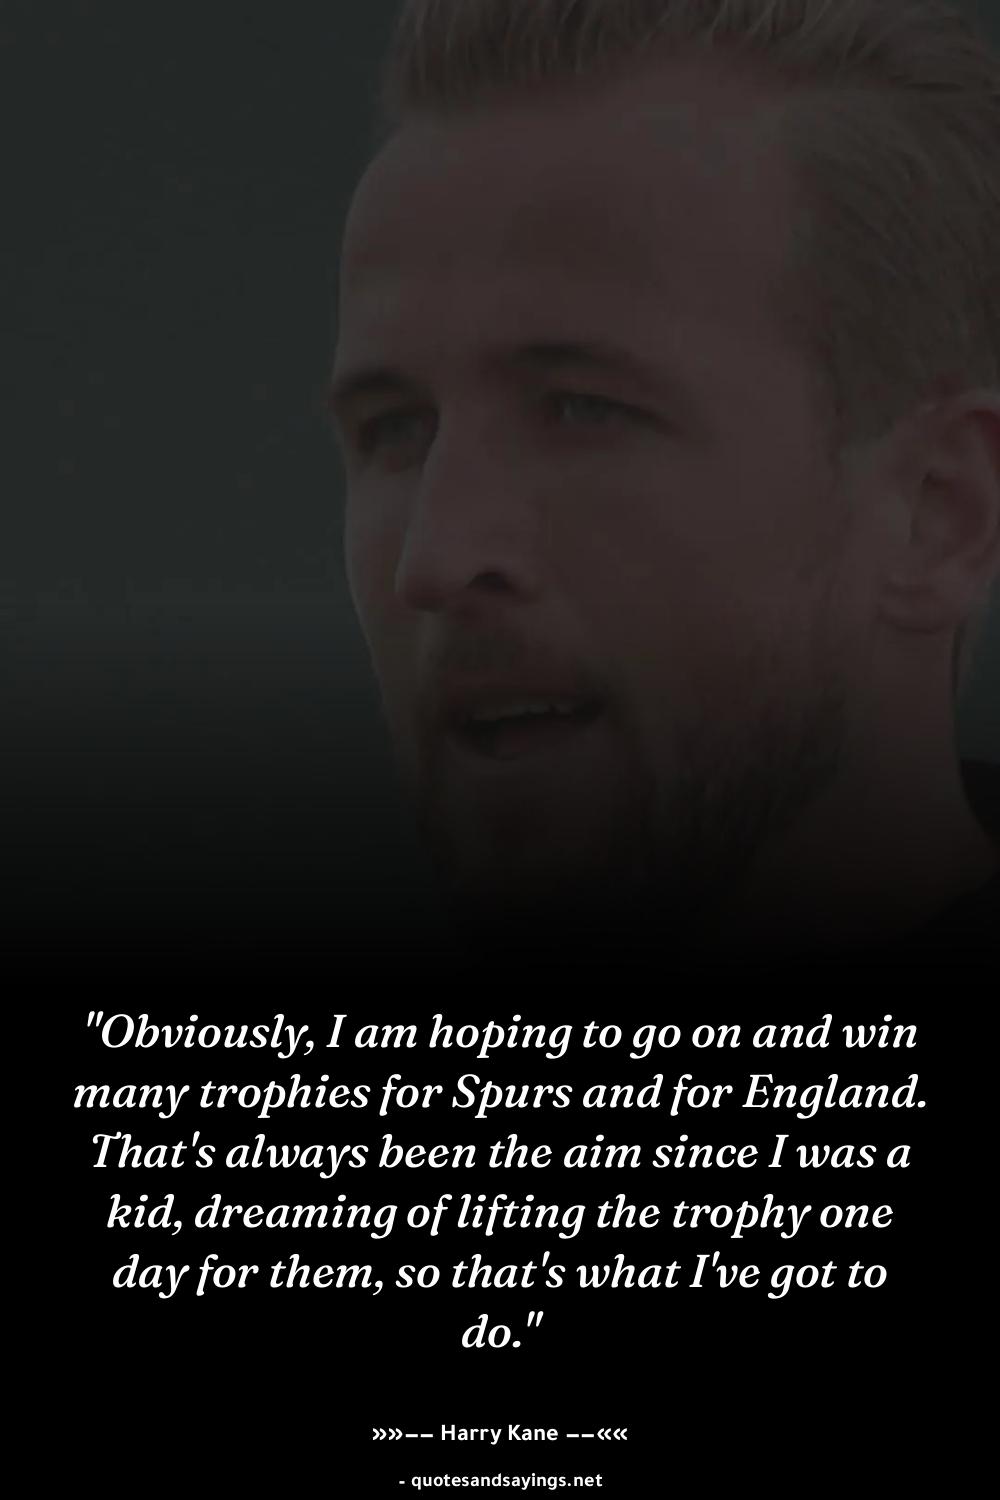 "Obviously, I am hoping to go on and win
many trophies for Spurs and for England.
That's always been the aim since I was a
kid, dreaming of lifting the trophy one
day for them, so that's what I've got to
do."
»»−− Harry Kane −−««
- quotesandsayings.net